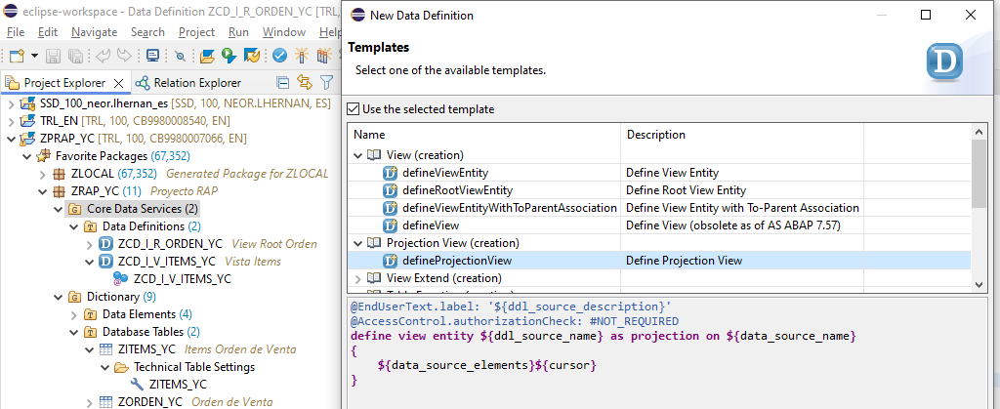 eclipse-workspace - Data Definition ZCD_I_R_ORDEN_YC [TRL,
File Edit Navigate Search Project Run Window Help
Project Explorer
Relation Explorer
SSD_100_neor.lhernan_es [SSD, 100, NEOR.LHERNAN, ES]
TRL_EN [TRL, 100, CB9980008540, EN]
ZPRAP_YC [TRL, 100, CB9980007066, EN]
Favorite Packages (67,352)
ZLOCAL (67,352) Generated Package for ZLOCAL
ZRAP_YC (11) Proyecto RAP
Core Data Services (2)
Data Definitions (2)
ZCD_I_R_ORDEN_YC View Root Orden
ZCD_I_V_ITEMS_YC Vista Items
ZCD_I_V_ITEMS_YC
Dictionary (9)
Data Elements (4)
Database Tables (2)
ZITEMS_YC Items Orden de Venta
Technical Table Settings
ZITEMS_YC
ZORDEN_YC Orden de Venta
New Data Definition
Templates
Select one of the available templates.
D
Use the selected template
Name Description
View (creation)
defineViewEntity Define View Entity
defineRootViewEntity Define Root View Entity
defineViewEntityWithToParentAssociation Define View Entity with To-Parent Association
defineView Define View (obsolete as of AS ABAP 7.57)
Projection View (creation)
defineProjectionView Define Projection View
View Extend (creation)
Table Function (creation)
@EndUserText.label: '${ddl_source_description}'
@AccessControl.authorizationCheck: #NOT_REQUIRED
define view entity ${ddl_source_name} as projection on ${data_source_name}
{
${data_source_elements}${cursor}
}